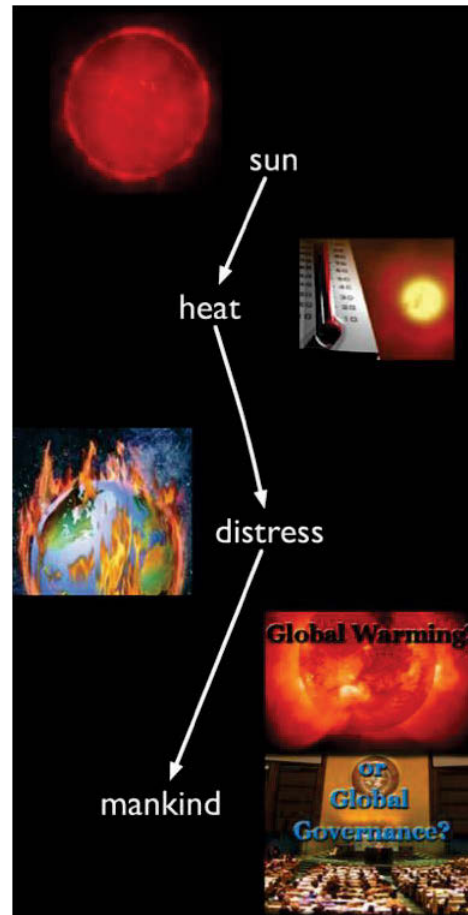 sun
heat
distress
Global Warming?
or
Global
Governance?
mankind